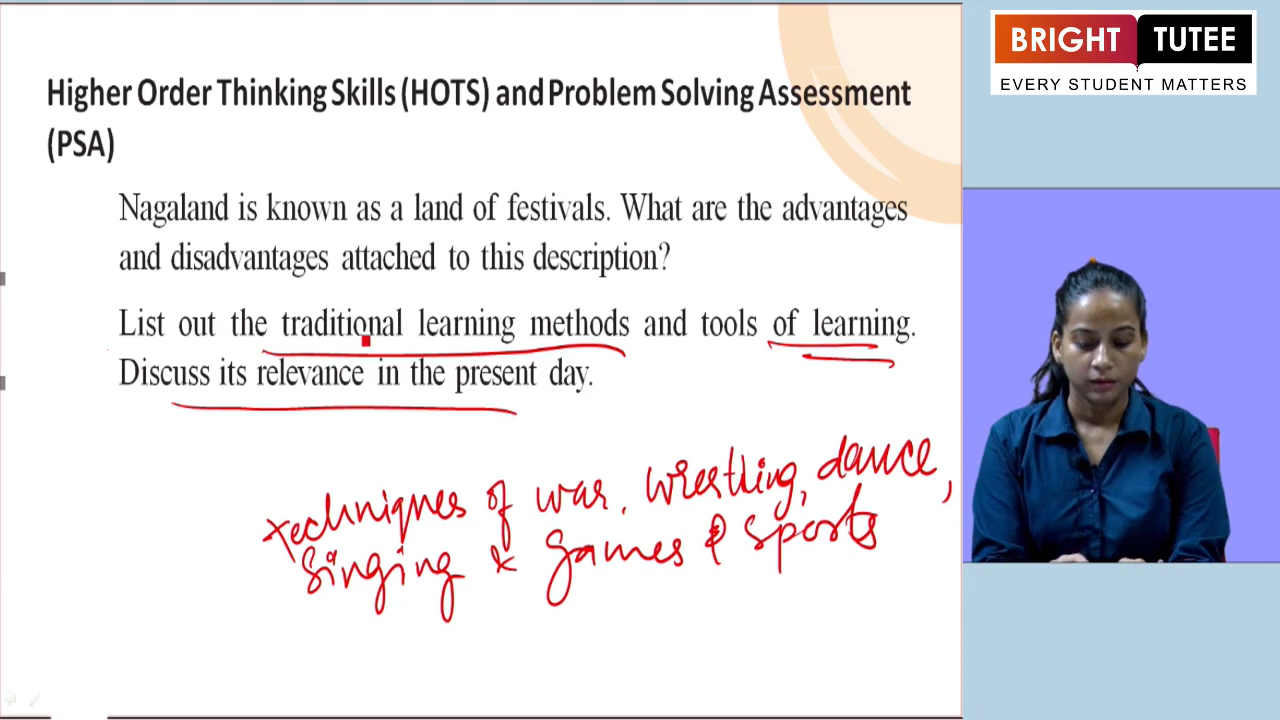 BRIGHT TUTEE
EVERY STUDENT MATTERS
Higher Order Thinking Skills (HOTS) and Problem Solving Assessment
(PSA)
Nagaland is known as a land of festivals. What are the advantages
and disadvantages attached to this description?
List out the traditional learning methods and tools of learning.
Discuss its relevance in the present day.
techniques of war, wrestling, dance,
singing & games & sports